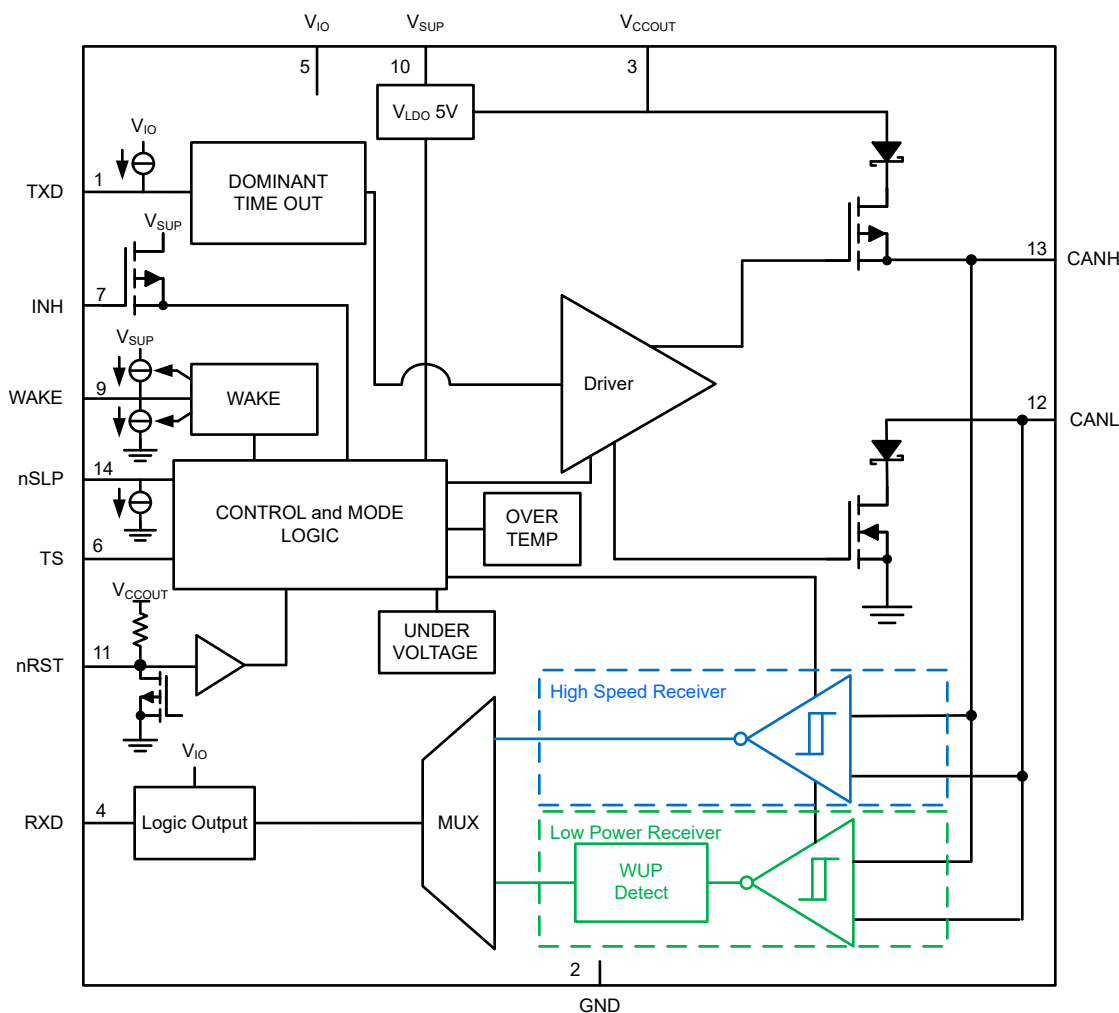 VIO VSUP VCCOUT
5 10 3
VLDO 5V
VIO
TXD 1
DOMINANT
TIME OUT
VSUP
INH 7
13 CANH
VSUP
WAKE 9
WAKE
Driver
12 CANL
nSLP 14
CONTROL and MODE
LOGIC
OVER
TEMP
TS 6
VCCOUT
UNDER
VOLTAGE
nRST 11
High Speed Receiver
VIO
RXD 4
Logic Output
MUX
Low Power Receiver
WUP
Detect
2
GND